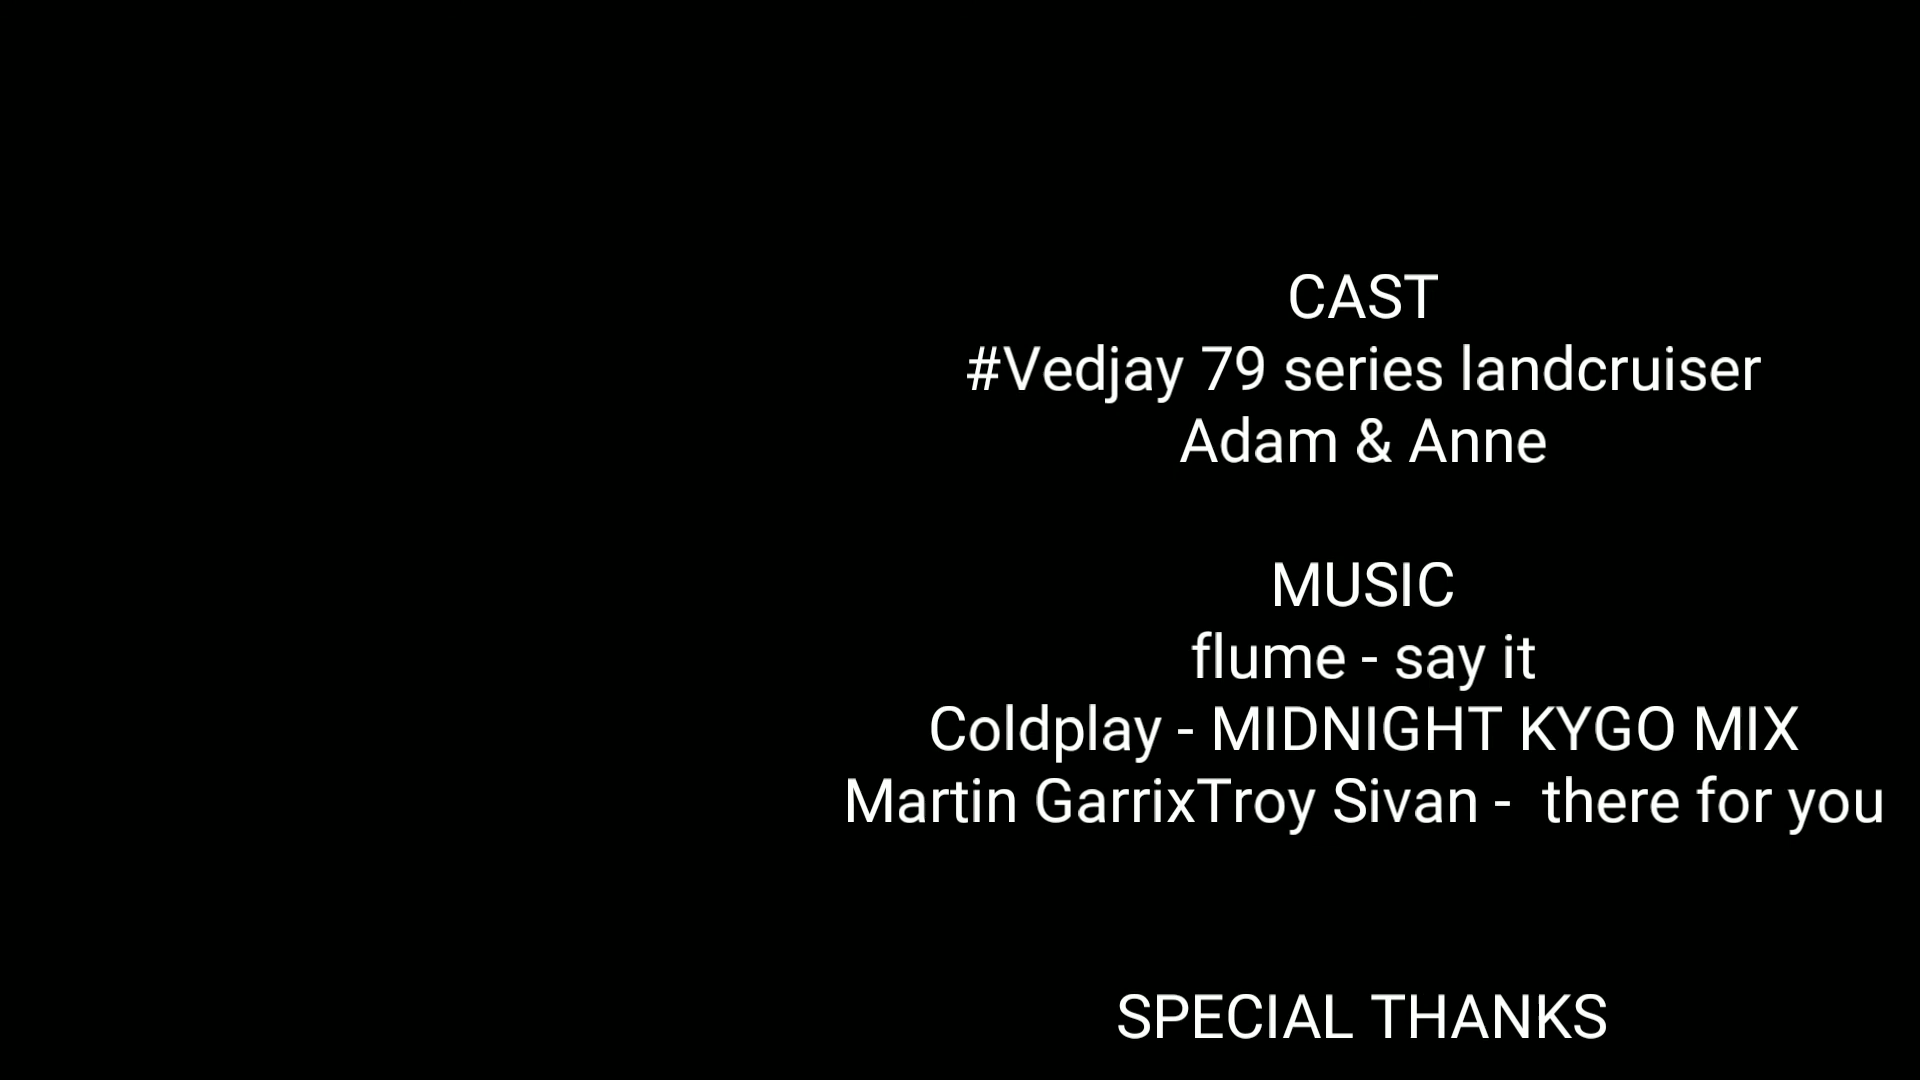 CAST
#Vedjay 79 series landcruiser
Adam & Anne
MUSIC
flume - say it
Coldplay - MIDNIGHT KYGO MIX
Martin GarrixTroy Sivan -  there for you
SPECIAL THANKS